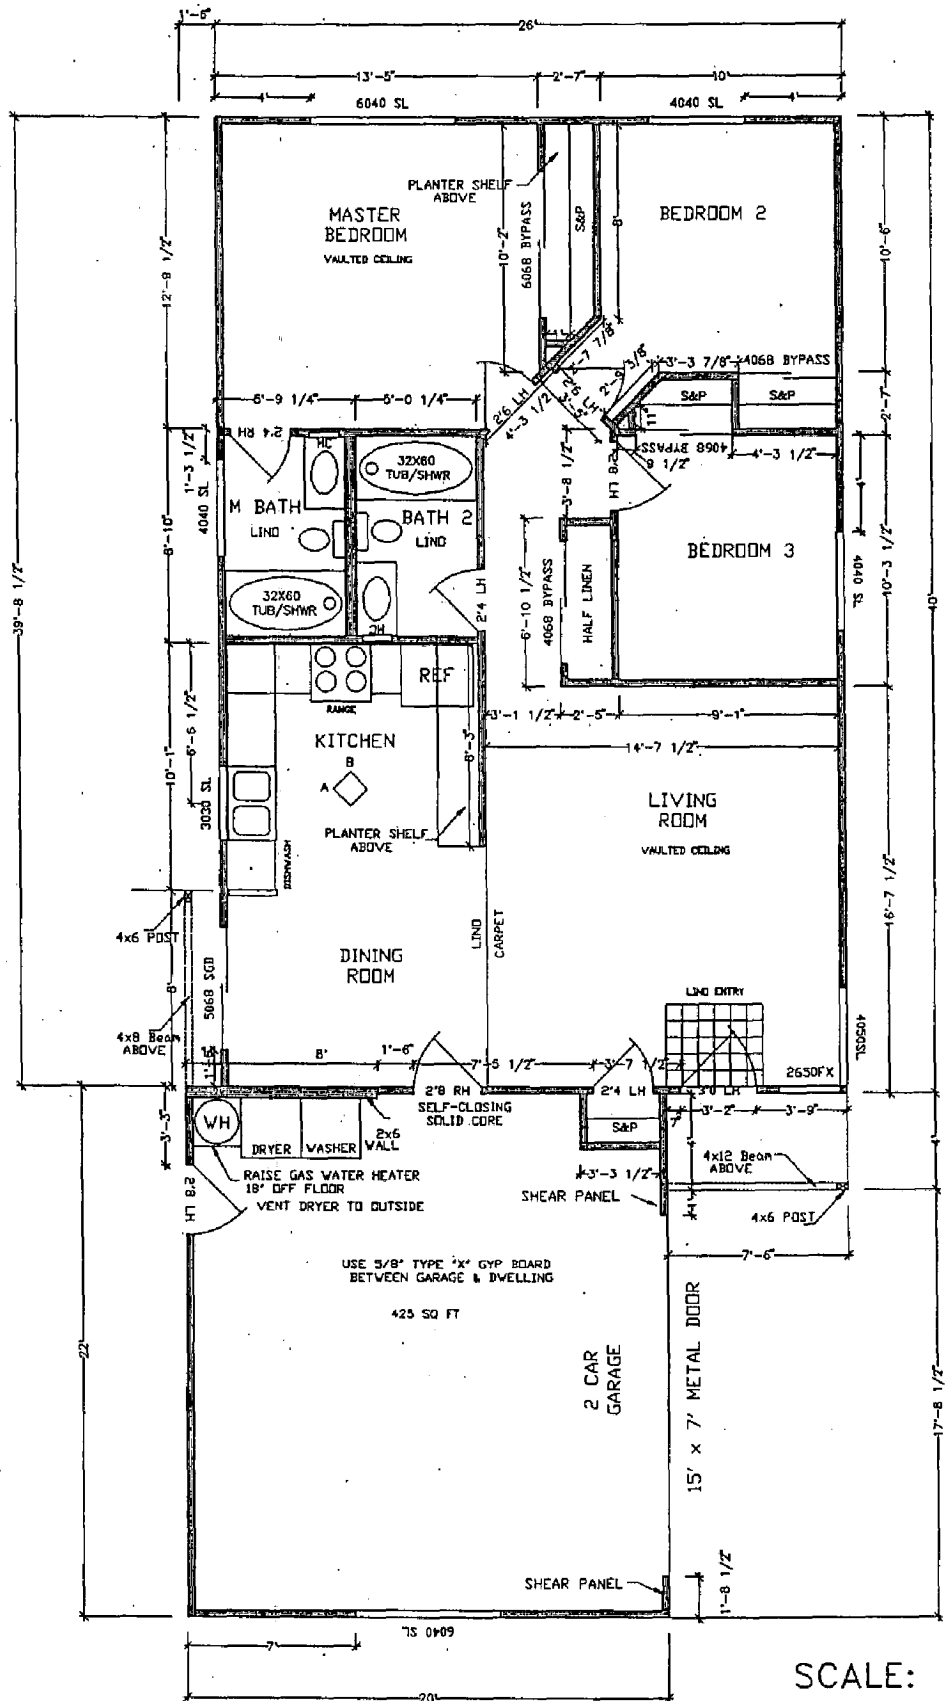 1'-6"
26'
13'-5"
2'-7"
10'
4'
6040 SL
4040 SL
4'
PLANTER SHELF
ABOVE
MASTER
BEDROOM
VAULTED CEILING
10'-2"
6068 BYPASS
S&P
8'
BEDROOM 2
10'-6"
12'-9 1/2"
39'-8 1/2"
40'
2'-9 3/8"
3'-3 7/8"
4068 BYPASS
S&P
S&P
2'-7"
5'-0 1/4"
2'6 LH
4'-3 1/2"
3'-5"
2'6 LH
11"
2'4 RH
1'-3 1/2"
32X60
TUB/SHWR
3'-8 1/2"
2'8 LH
4068 BYPASS
4'-3 1/2"
4'
M BATH
LINO
BATH 2
LINO
4040 SL
8'-10"
32X60
TUB/SHWR
2'4 LH
6'-10 1/2"
4068 BYPASS
HALF LINEN
BEDROOM 3
4040 SL
10'-3 1/2"
REF
RANGE
3'-1 1/2"
2'-5"
9'-1"
KITCHEN
B
A
8'-3"
14'-7 1/2"
6'-6 1/2"
10'-1"
3030 SL
LIVING
ROOM
VAULTED CEILING
PLANTER SHELF
ABOVE
DISHWASH
16'-7 1/2"
4x6 POST
LINO
CARPET
DINING
ROOM
5068 SGD
8'
LINO ENTRY
4x8 Beam
ABOVE
4050SL
8'
1'-6"
7'-5 1/2"
3'-7 1/2"
2650FX
2'8 RH
2'4 LH
3'0 LH
SELF-CLOSING
SOLID CORE
3'-3"
WH
DRYER
WASHER
2x6
WALL
S&P
7"
3'-2"
3'-9"
4'
4'
RAISE GAS WATER HEATER
18" OFF FLOOR
VENT DRYER TO OUTSIDE
2'8 LH
3'-3 1/2"
4x12 Beam
ABOVE
SHEAR PANEL
4x6 POST
7'-6"
USE 5/8" TYPE "X" GYP BOARD
BETWEEN GARAGE & DWELLING
425 SQ FT
22'
2 CAR
GARAGE
15' x 7' METAL DOOR
17'-8 1/2"
SHEAR PANEL
1'-8 1/2"
6040 SL
7'
20'
SCALE: